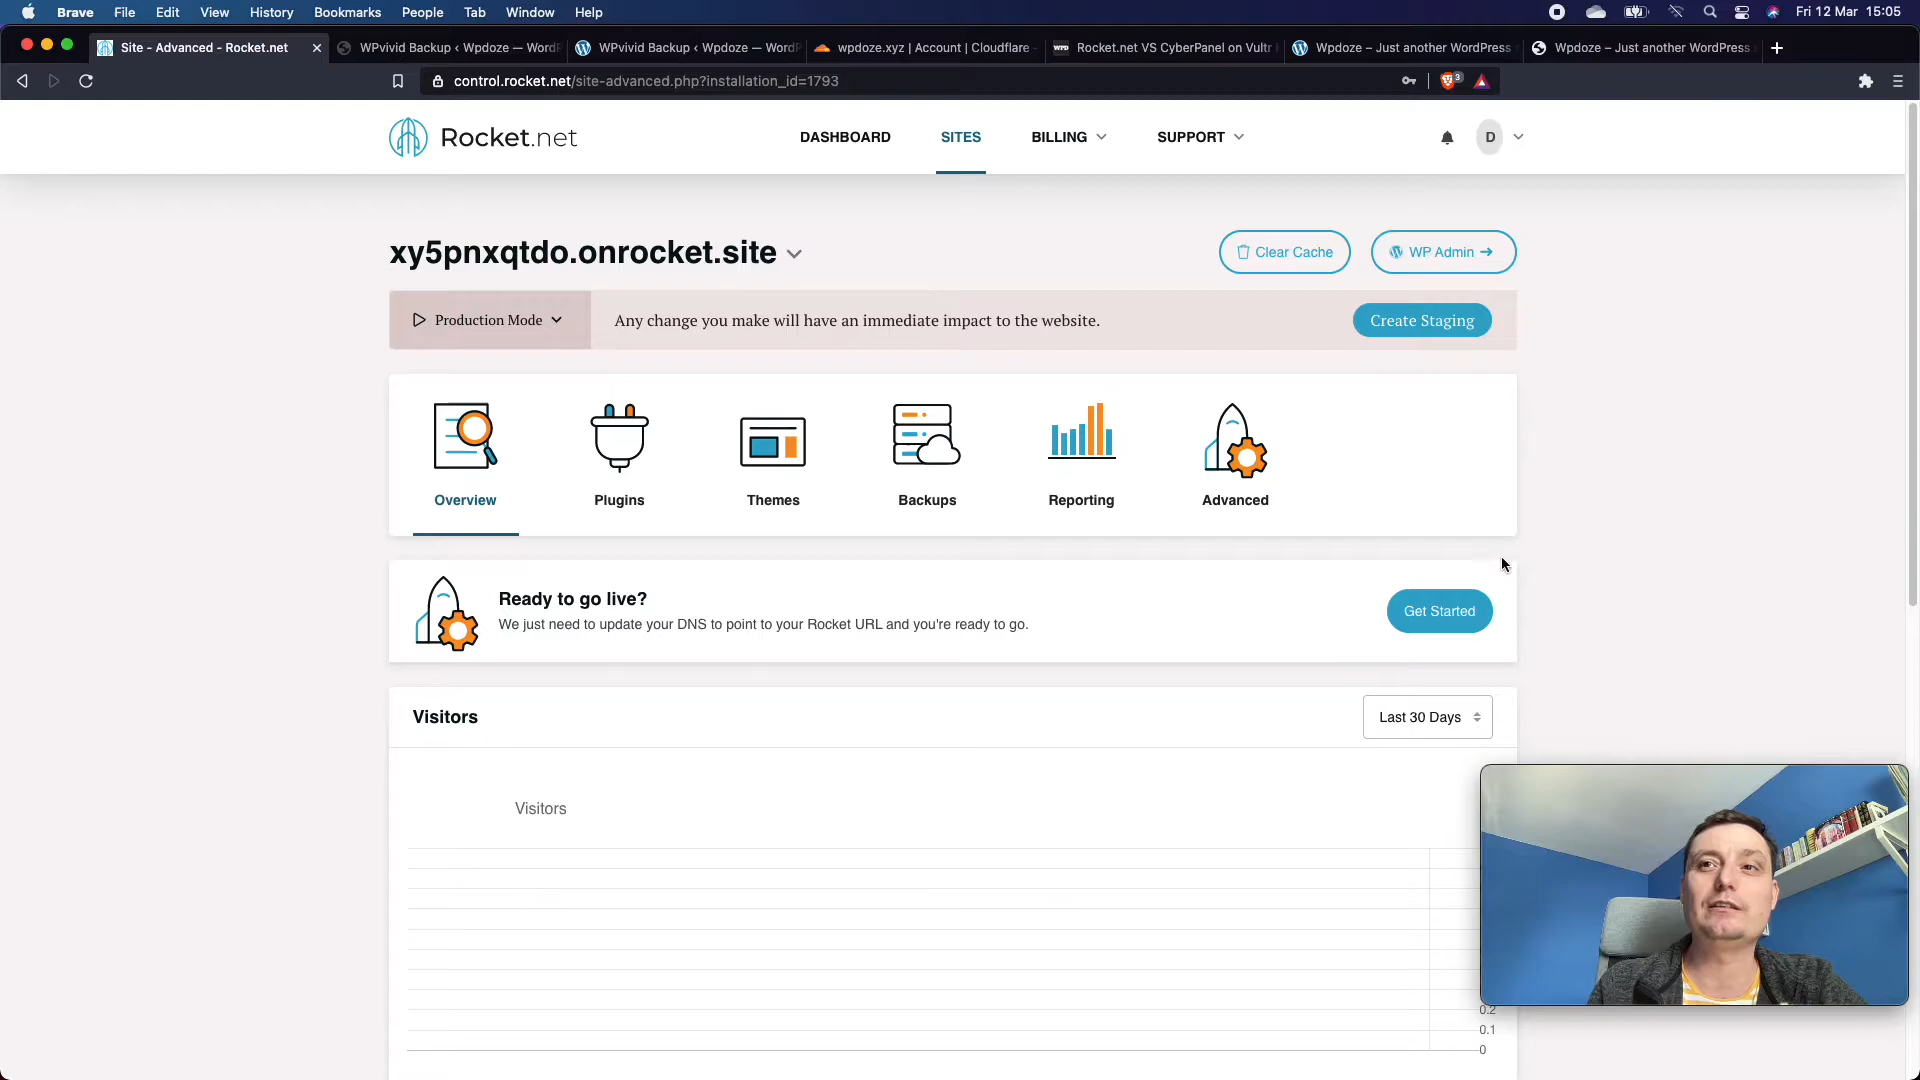 Brave File Edit View History Bookmarks People Tab Window Help Fri 12 Mar 15:05
Site - Advanced - Rocket.net WPvivid Backup ‹ Wpdoze — WordP WPvivid Backup ‹ Wpdoze — WordP wpdoze.xyz | Account | Cloudflare - WPD Rocket.net VS CyberPanel on Vultr Wpdoze – Just another WordPress Wpdoze – Just another WordPress
control.rocket.net/site-advanced.php?installation_id=1793 3
Rocket.net DASHBOARD SITES BILLING SUPPORT D
xy5pnxqtdo.onrocket.site Clear Cache WP Admin
Production Mode Any change you make will have an immediate impact to the website. Create Staging
Overview Plugins Themes Backups Reporting Advanced
Ready to go live?
We just need to update your DNS to point to your Rocket URL and you're ready to go.
Get Started
Visitors Last 30 Days
Visitors
0.2
0.1
0